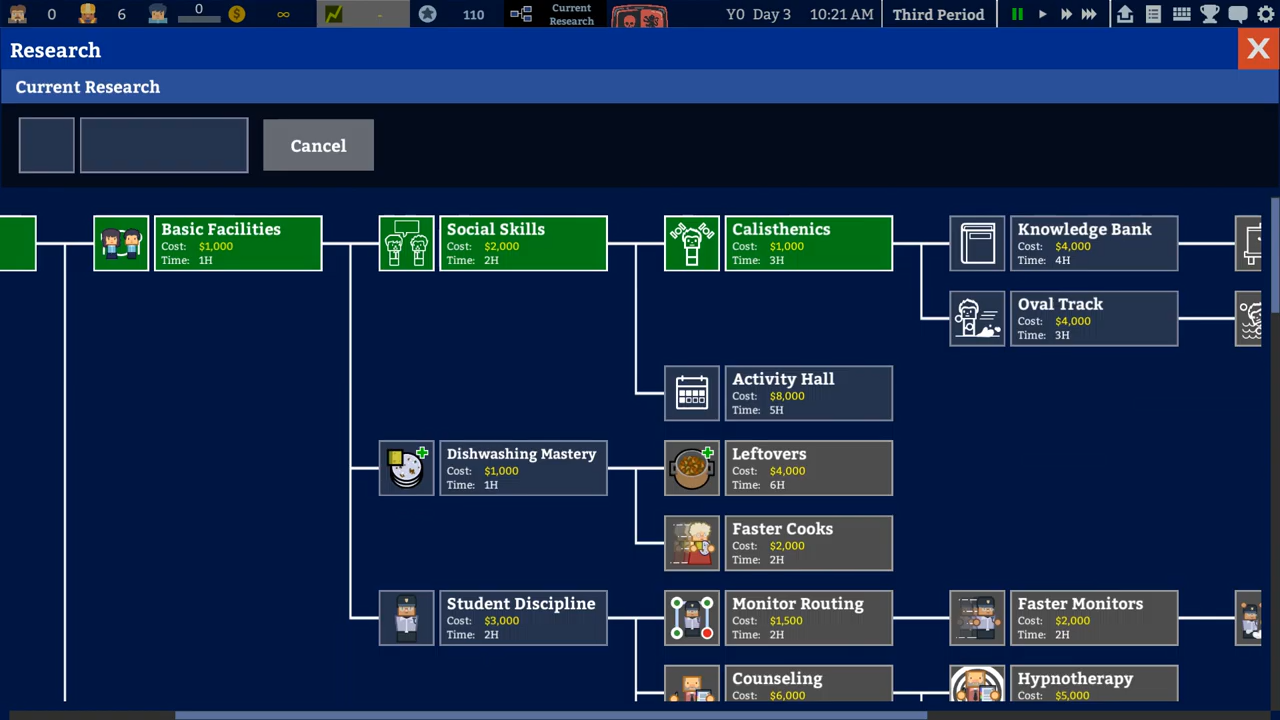 0 6 0 ∞ - 110 Current Research Y0 Day 3 10:21 AM Third Period
Research
X
Current Research
Cancel
Basic Facilities
Cost: $1,000
Time: 1H
Social Skills
Cost: $2,000
Time: 2H
Calisthenics
Cost: $1,000
Time: 3H
Knowledge Bank
Cost: $4,000
Time: 4H
Oval Track
Cost: $4,000
Time: 3H
Activity Hall
Cost: $8,000
Time: 5H
Dishwashing Mastery
Cost: $1,000
Time: 1H
Leftovers
Cost: $4,000
Time: 6H
Faster Cooks
Cost: $2,000
Time: 2H
Student Discipline
Cost: $3,000
Time: 2H
Monitor Routing
Cost: $1,500
Time: 2H
Faster Monitors
Cost: $2,000
Time: 2H
Counseling
Cost: $6,000
Hypnotherapy
Cost: $5,000